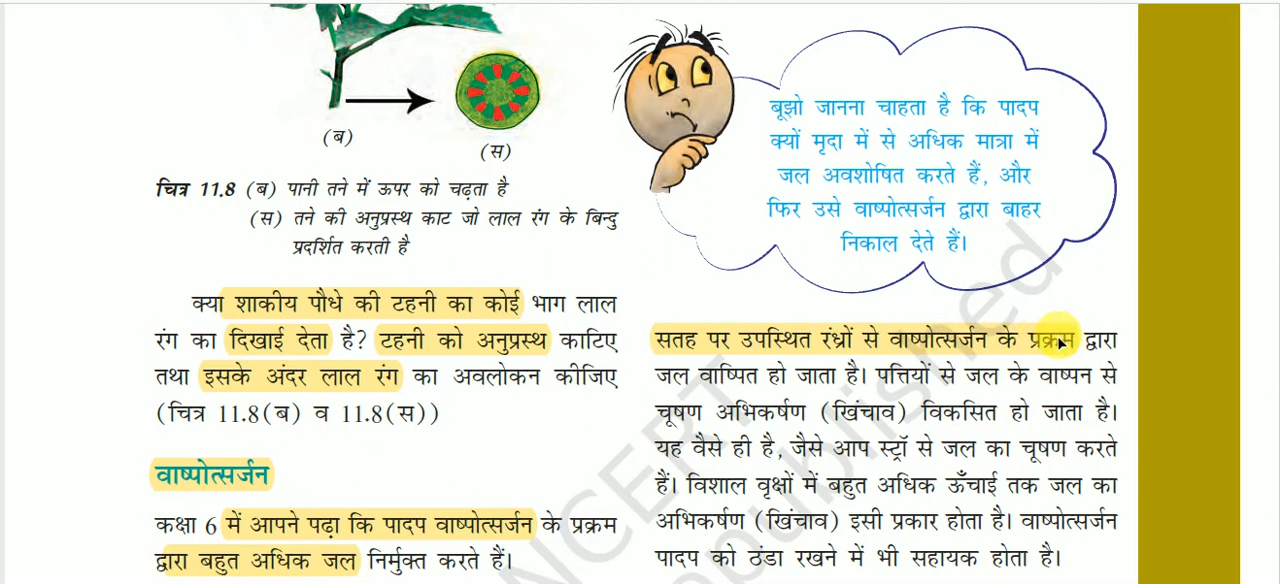 (ब)
(स)
चित्र 11.8 (ब) पानी तने में ऊपर को चढ़ता है
(स) तने की अनुप्रस्थ काट जो लाल रंग के बिन्दु
प्रदर्शित करती है
क्या शाकीय पौधे की टहनी का कोई भाग लाल
रंग का दिखाई देता है? टहनी को अनुप्रस्थ काटिए
तथा इसके अंदर लाल रंग का अवलोकन कीजिए
(चित्र 11.8(ब) व 11.8(स))
वाष्पोत्सर्जन
कक्षा 6 में आपने पढ़ा कि पादप वाष्पोत्सर्जन के प्रक्रम
द्वारा बहुत अधिक जल निर्मुक्त करते हैं।
बूझो जानना चाहता है कि पादप
क्यों मृदा में से अधिक मात्रा में
जल अवशोषित करते हैं, और
फिर उसे वाष्पोत्सर्जन द्वारा बाहर
निकाल देते हैं।
सतह पर उपस्थित रंध्रों से वाष्पोत्सर्जन के प्रक्रम द्वारा
जल वाष्पित हो जाता है। पत्तियों से जल के वाष्पन से
चूषण अभिकर्षण (खिंचाव) विकसित हो जाता है।
यह वैसे ही है, जैसे आप स्ट्रॉ से जल का चूषण करते
हैं। विशाल वृक्षों में बहुत अधिक ऊँचाई तक जल का
अभिकर्षण (खिंचाव) इसी प्रकार होता है। वाष्पोत्सर्जन
पादप को ठंडा रखने में भी सहायक होता है।
NCERT
republished